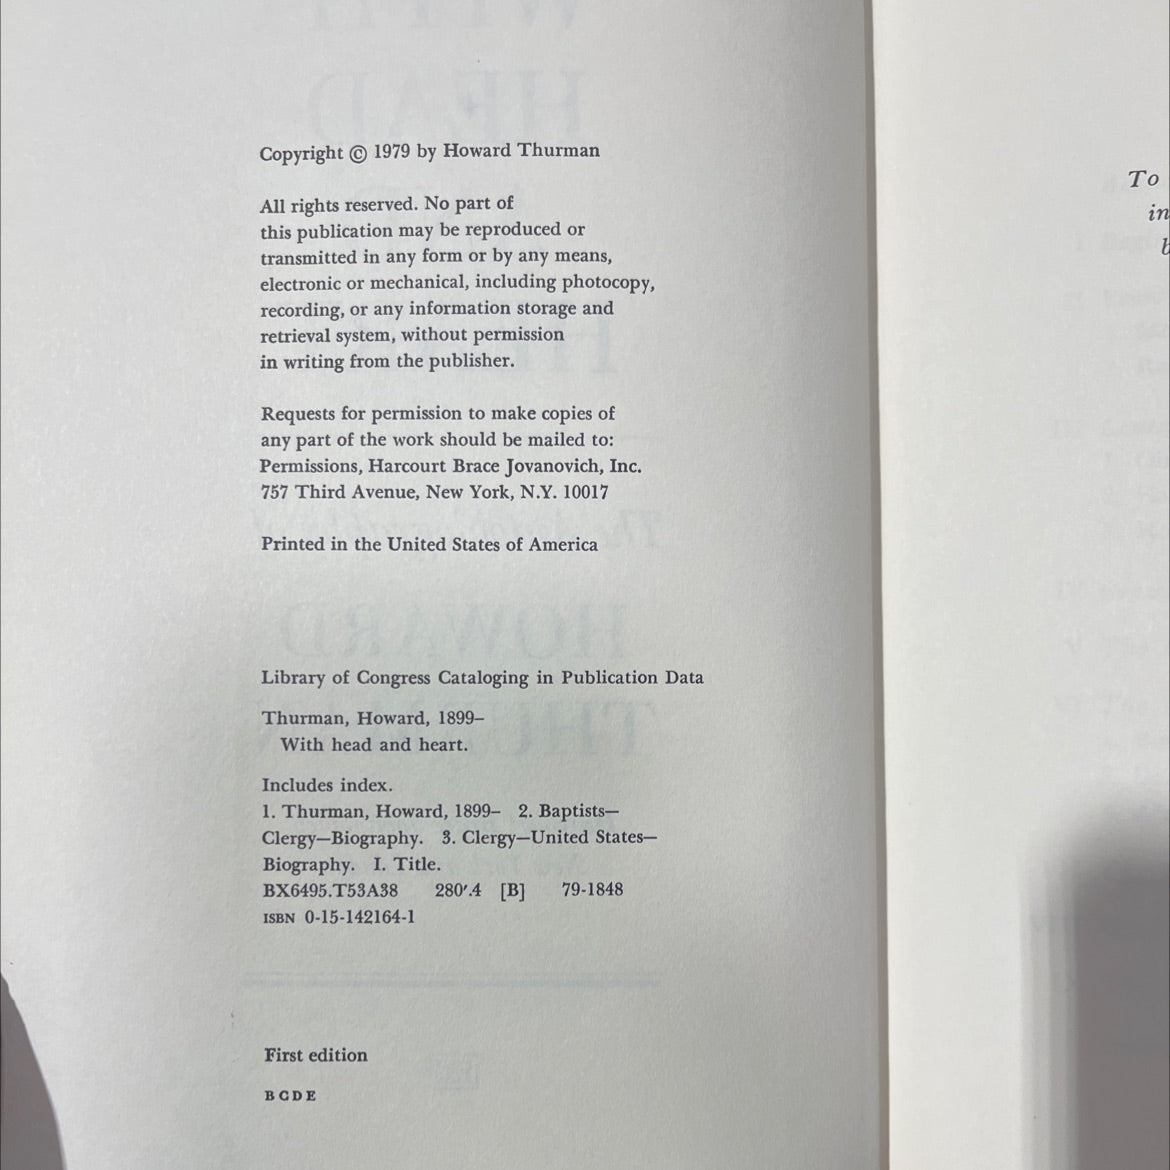 Copyright © 1979 by Howard Thurman
All rights reserved. No part of
this publication may be reproduced or
transmitted in any form or by any means,
electronic or mechanical, including photocopy,
recording, or any information storage and
retrieval system, without permission
in writing from the publisher.
Requests for permission to make copies of
any part of the work should be mailed to:
Permissions, Harcourt Brace Jovanovich, Inc.
757 Third Avenue, New York, N.Y. 10017
Printed in the United States of America
Library of Congress Cataloging in Publication Data
Thurman, Howard, 1899–
With head and heart.
Includes index.
1. Thurman, Howard, 1899– 2. Baptists—
Clergy—Biography. 3. Clergy—United States—
Biography. I. Title.
BX6495.T53A38 280'.4 [B] 79-1848
ISBN 0-15-142164-1
First edition
B C D E
To
in
b